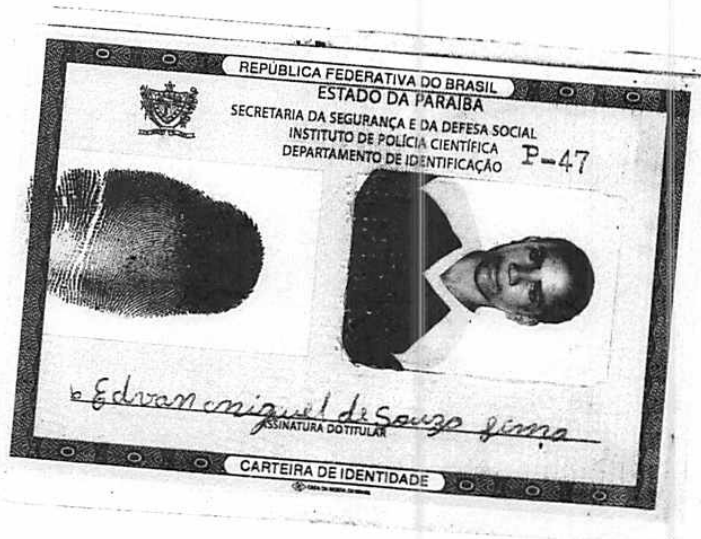 REPÚBLICA FEDERATIVA DO BRASIL
ESTADO DA PARAÍBA
SECRETARIA DA SEGURANÇA E DA DEFESA SOCIAL
INSTITUTO DE POLÍCIA CIENTÍFICA
DEPARTAMENTO DE IDENTIFICAÇÃO
P-47
Edvan miguel de Souza
ASSINATURA DO TITULAR
CARTEIRA DE IDENTIDADE